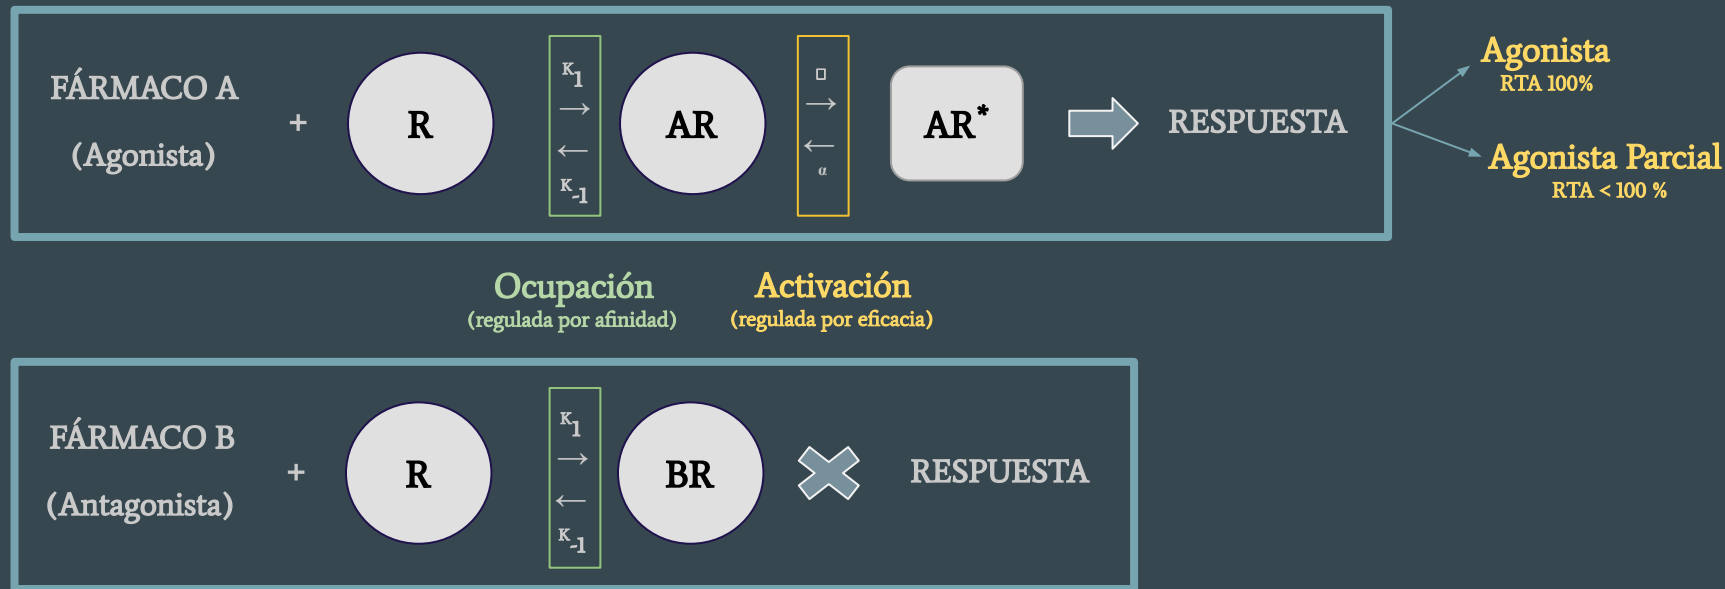 FÁRMACO A
(Agonista)
+
R
K1
→
←
K-1
AR
→
←
α
AR*
RESPUESTA
Agonista
RTA 100%
Agonista Parcial
RTA < 100 %
Ocupación
(regulada por afinidad)
Activación
(regulada por eficacia)
FÁRMACO B
(Antagonista)
+
R
K1
→
←
K-1
BR
RESPUESTA